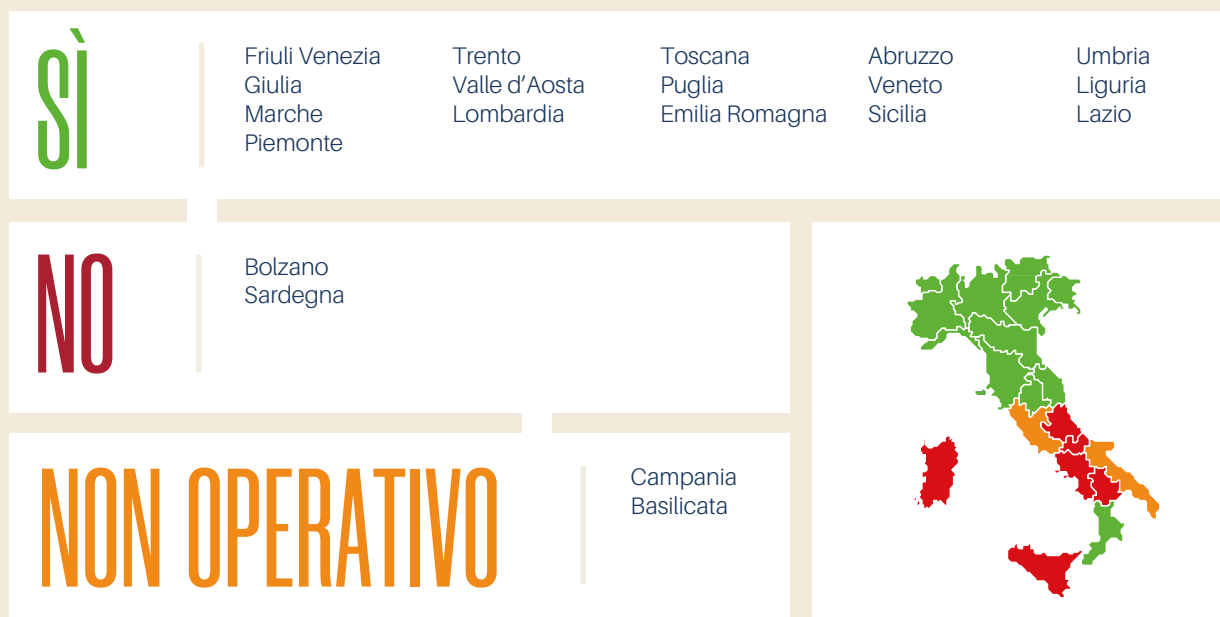 SÌ
Friuli Venezia
Giulia
Marche
Piemonte
Trento
Valle d’Aosta
Lombardia
Toscana
Puglia
Emilia Romagna
Abruzzo
Veneto
Sicilia
Umbria
Liguria
Lazio
NO
Bolzano
Sardegna
NON OPERATIVO
Campania
Basilicata